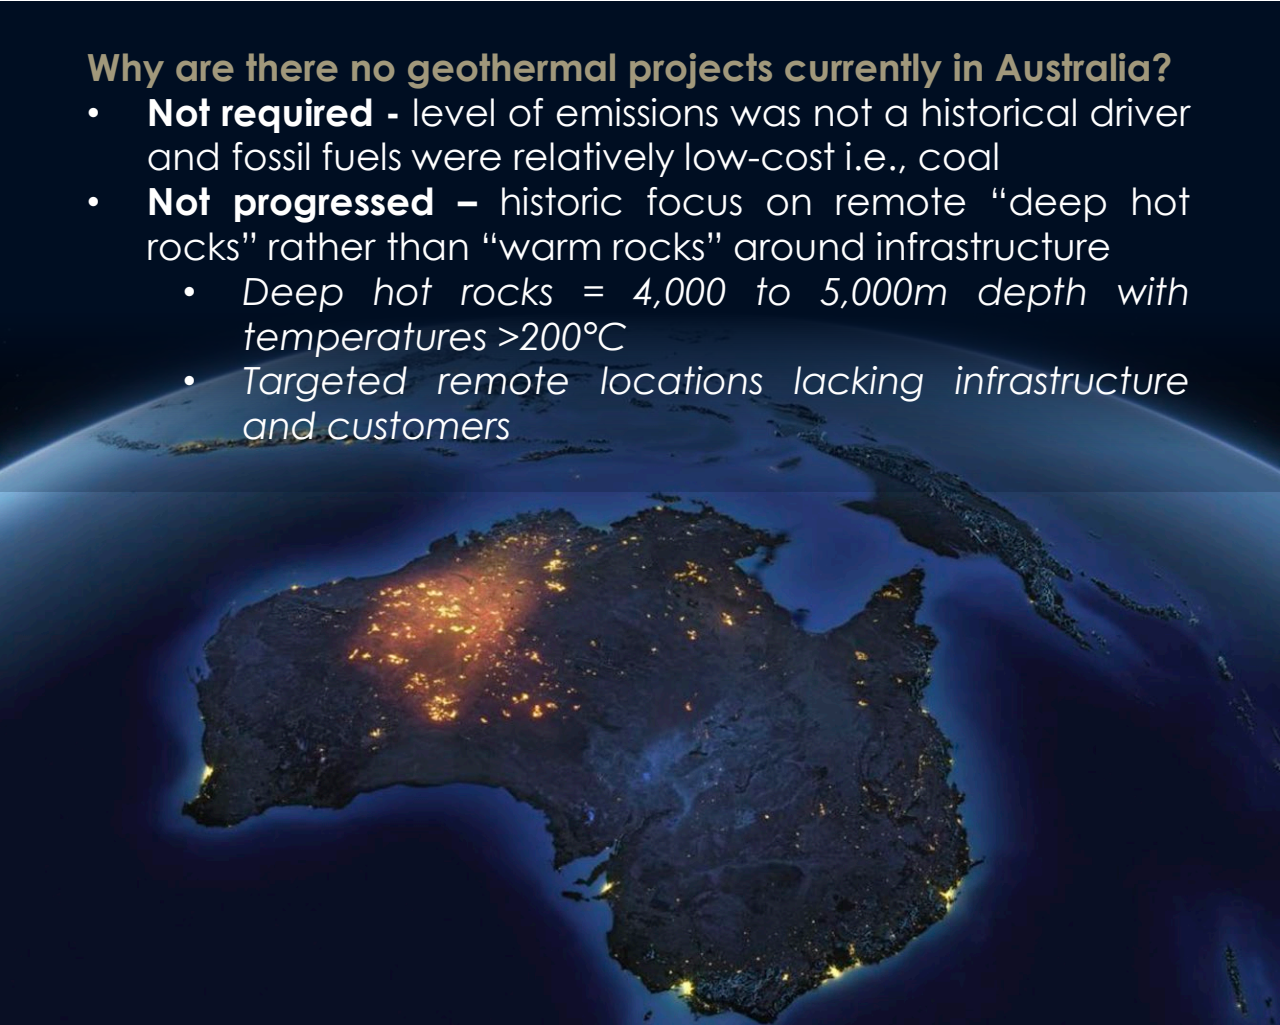 Why are there no geothermal projects currently in Australia?
• Not required - level of emissions was not a historical driver
and fossil fuels were relatively low-cost i.e., coal
• Not progressed – historic focus on remote “deep hot
rocks” rather than “warm rocks” around infrastructure
• Deep hot rocks = 4,000 to 5,000m depth with
temperatures >200°C
• Targeted remote locations lacking infrastructure
and customers